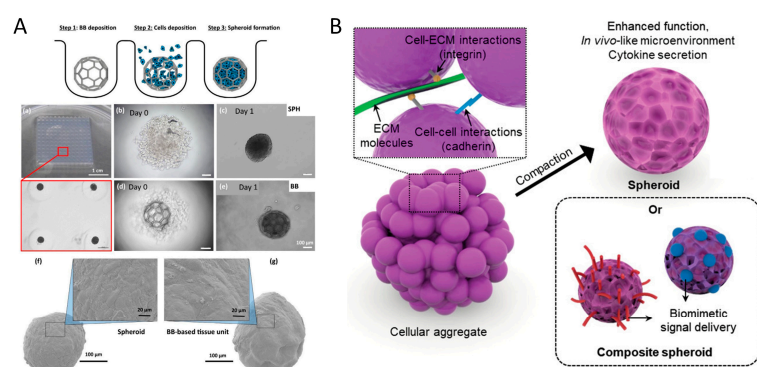 A
Step 1: BB deposition
Step 2: Cells deposition
Step 3: Spheroid formation
(a)
1 cm
(b)
Day 0
(c)
Day 1
SPH
(d)
Day 0
(e)
Day 1
BB
100 μm
(f)
20 μm
Spheroid
100 μm
20 μm
BB-based tissue unit
(g)
100 μm
B
Cell-ECM interactions
(integrin)
ECM
molecules
Cell-cell interactions
(cadherin)
Cellular aggregate
Compaction
Enhanced function,
In vivo-like microenvironment
Cytokine secretion
Spheroid
Or
Biomimetic
signal delivery
Composite spheroid